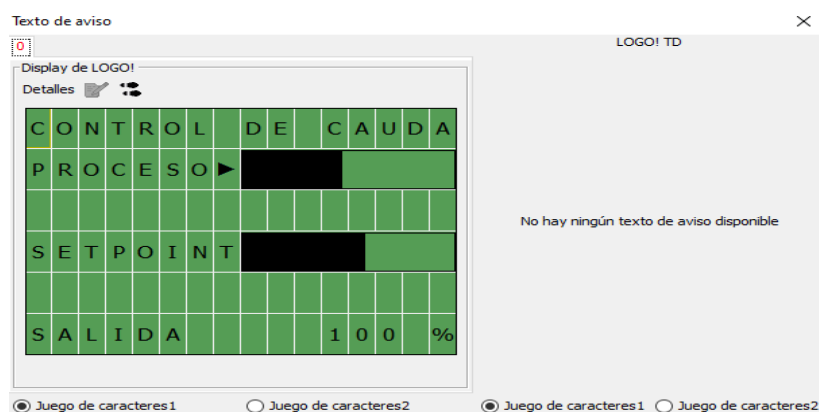 Texto de aviso
0
LOGO! TD
Display de LOGO!
Detalles
CONTROL DE CAUDA
PROCESO►
No hay ningún texto de aviso disponible
SETPOINT
SALIDA 100 %
Juego de caracteres1 Juego de caracteres2 Juego de caracteres1 Juego de caracteres2